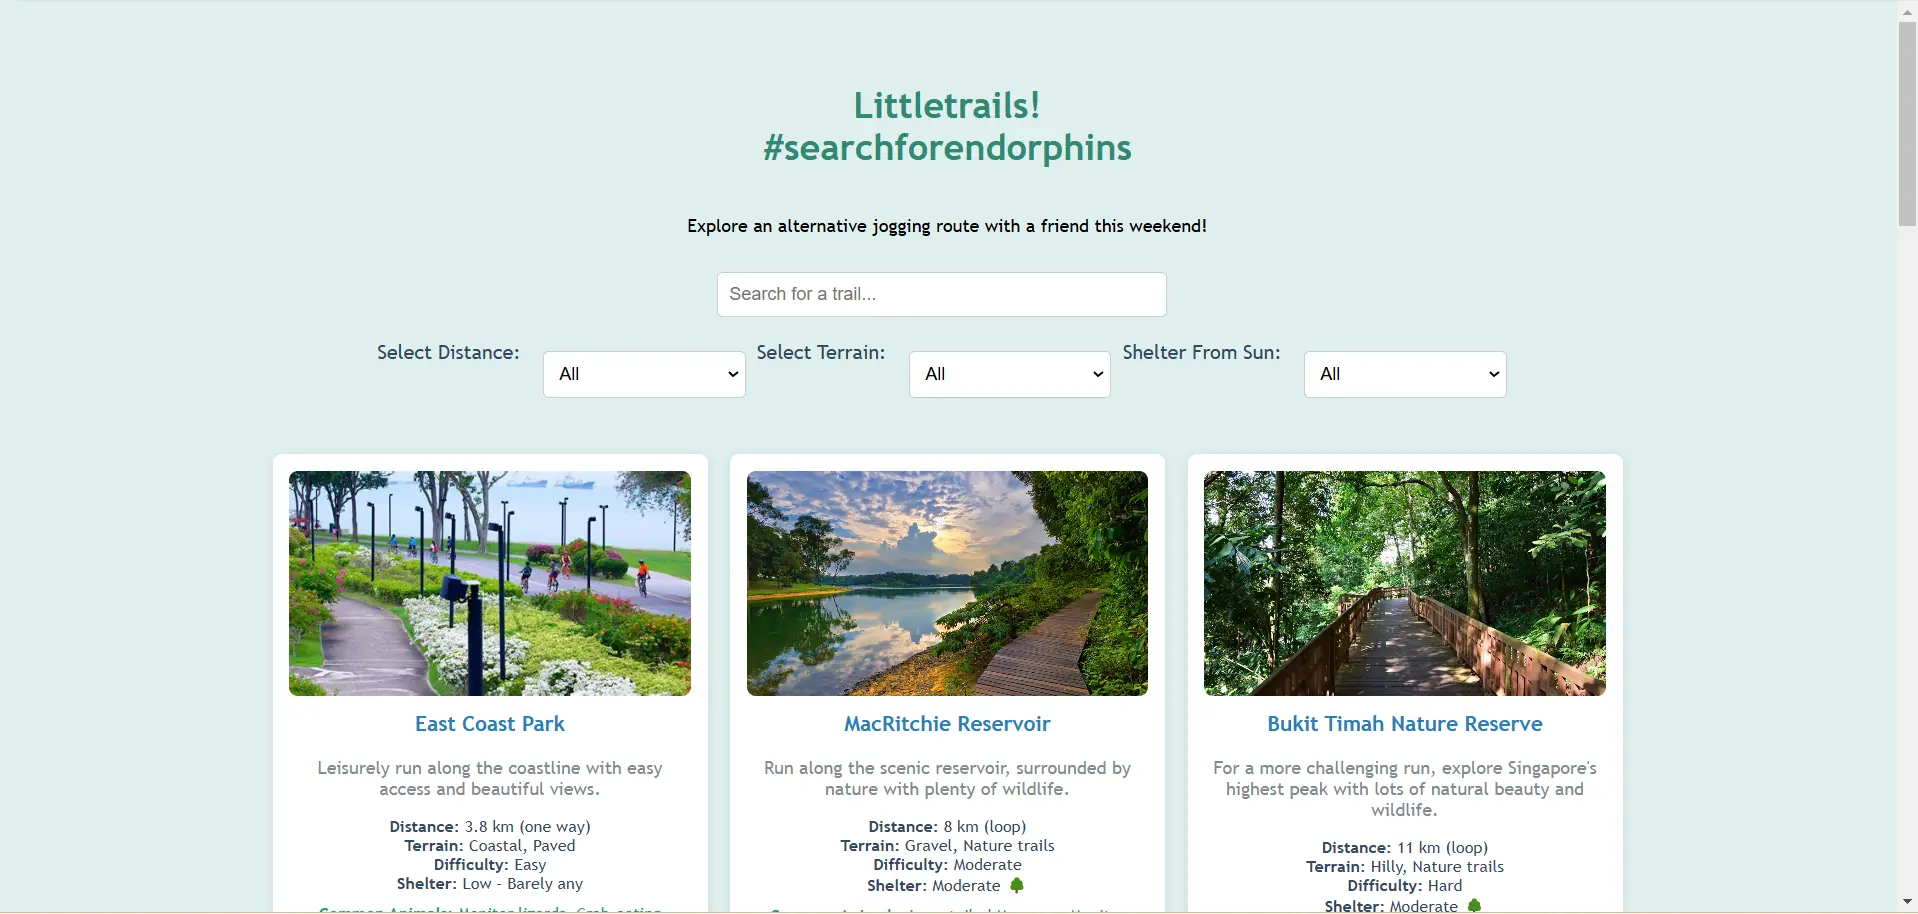 Littletrails!
#searchforendorphins
Explore an alternative jogging route with a friend this weekend!
Search for a trail...
Select Distance:
All
Select Terrain:
All
Shelter From Sun:
All
East Coast Park
Leisurely run along the coastline with easy
access and beautiful views.
Distance: 3.8 km (one way)
Terrain: Coastal, Paved
Difficulty: Easy
Shelter: Low - Barely any
MacRitchie Reservoir
Run along the scenic reservoir, surrounded by
nature with plenty of wildlife.
Distance: 8 km (loop)
Terrain: Gravel, Nature trails
Difficulty: Moderate
Shelter: Moderate
Bukit Timah Nature Reserve
For a more challenging run, explore Singapore's
highest peak with lots of natural beauty and
wildlife.
Distance: 11 km (loop)
Terrain: Hilly, Nature trails
Difficulty: Hard
Shelter: Moderate